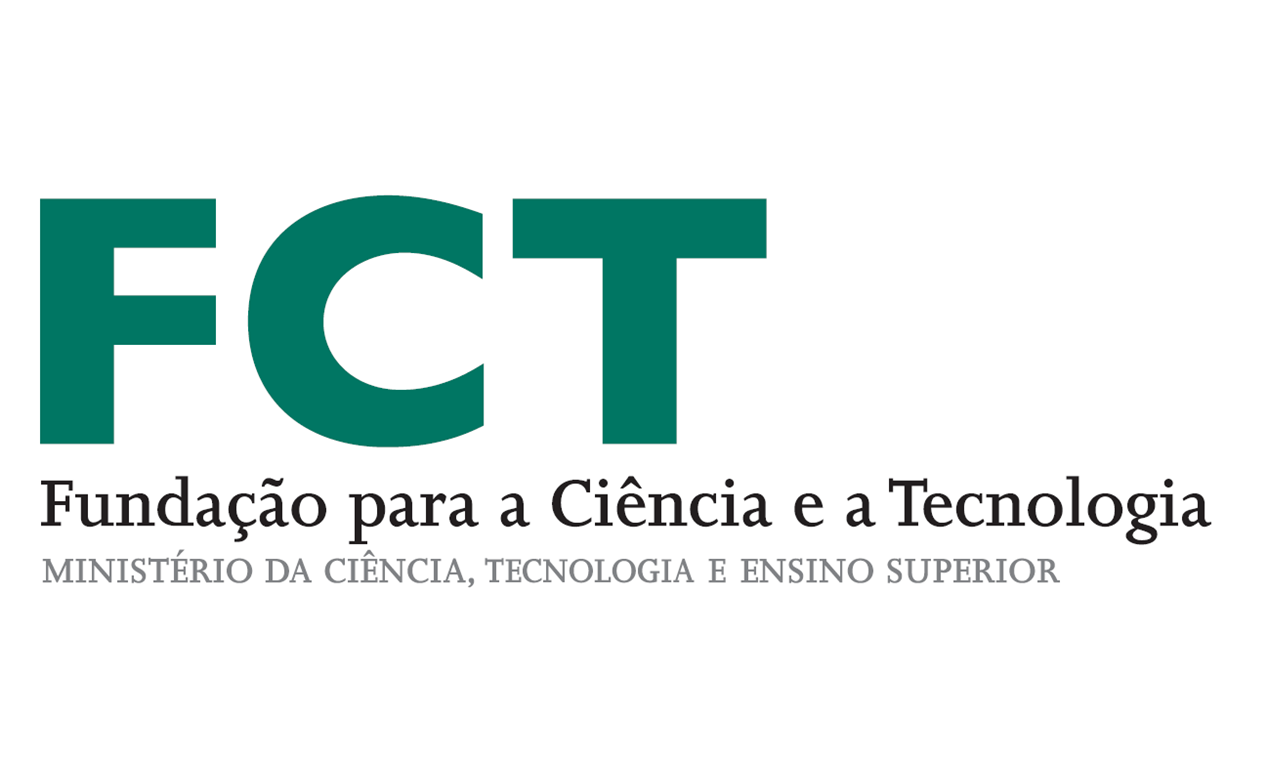 FCT
Fundação para a Ciência e a Tecnologia
MINISTÉRIO DA CIÊNCIA, TECNOLOGIA E ENSINO SUPERIOR